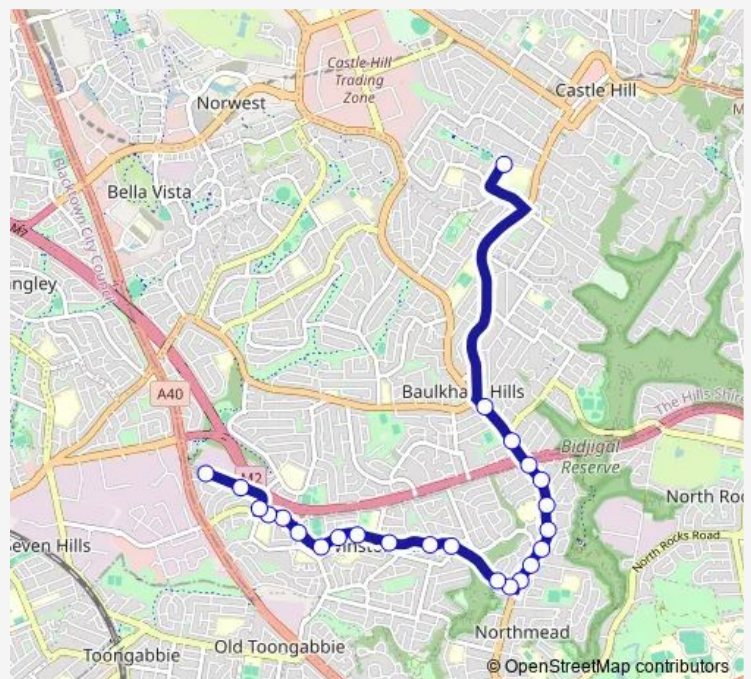 Castle Hill
Trading
Zone
Castle Hill
Norwest
Bella Vista
Blacktown City Council
M7
ngley
A40
Baulkha
Hills
The Hills Shire
Bidjigal
Reserve
M2
North Ro
even Hills
North Rocks Road
Northmead
Old Toongabbie
Toongabbie
© OpenStreetMap contributors